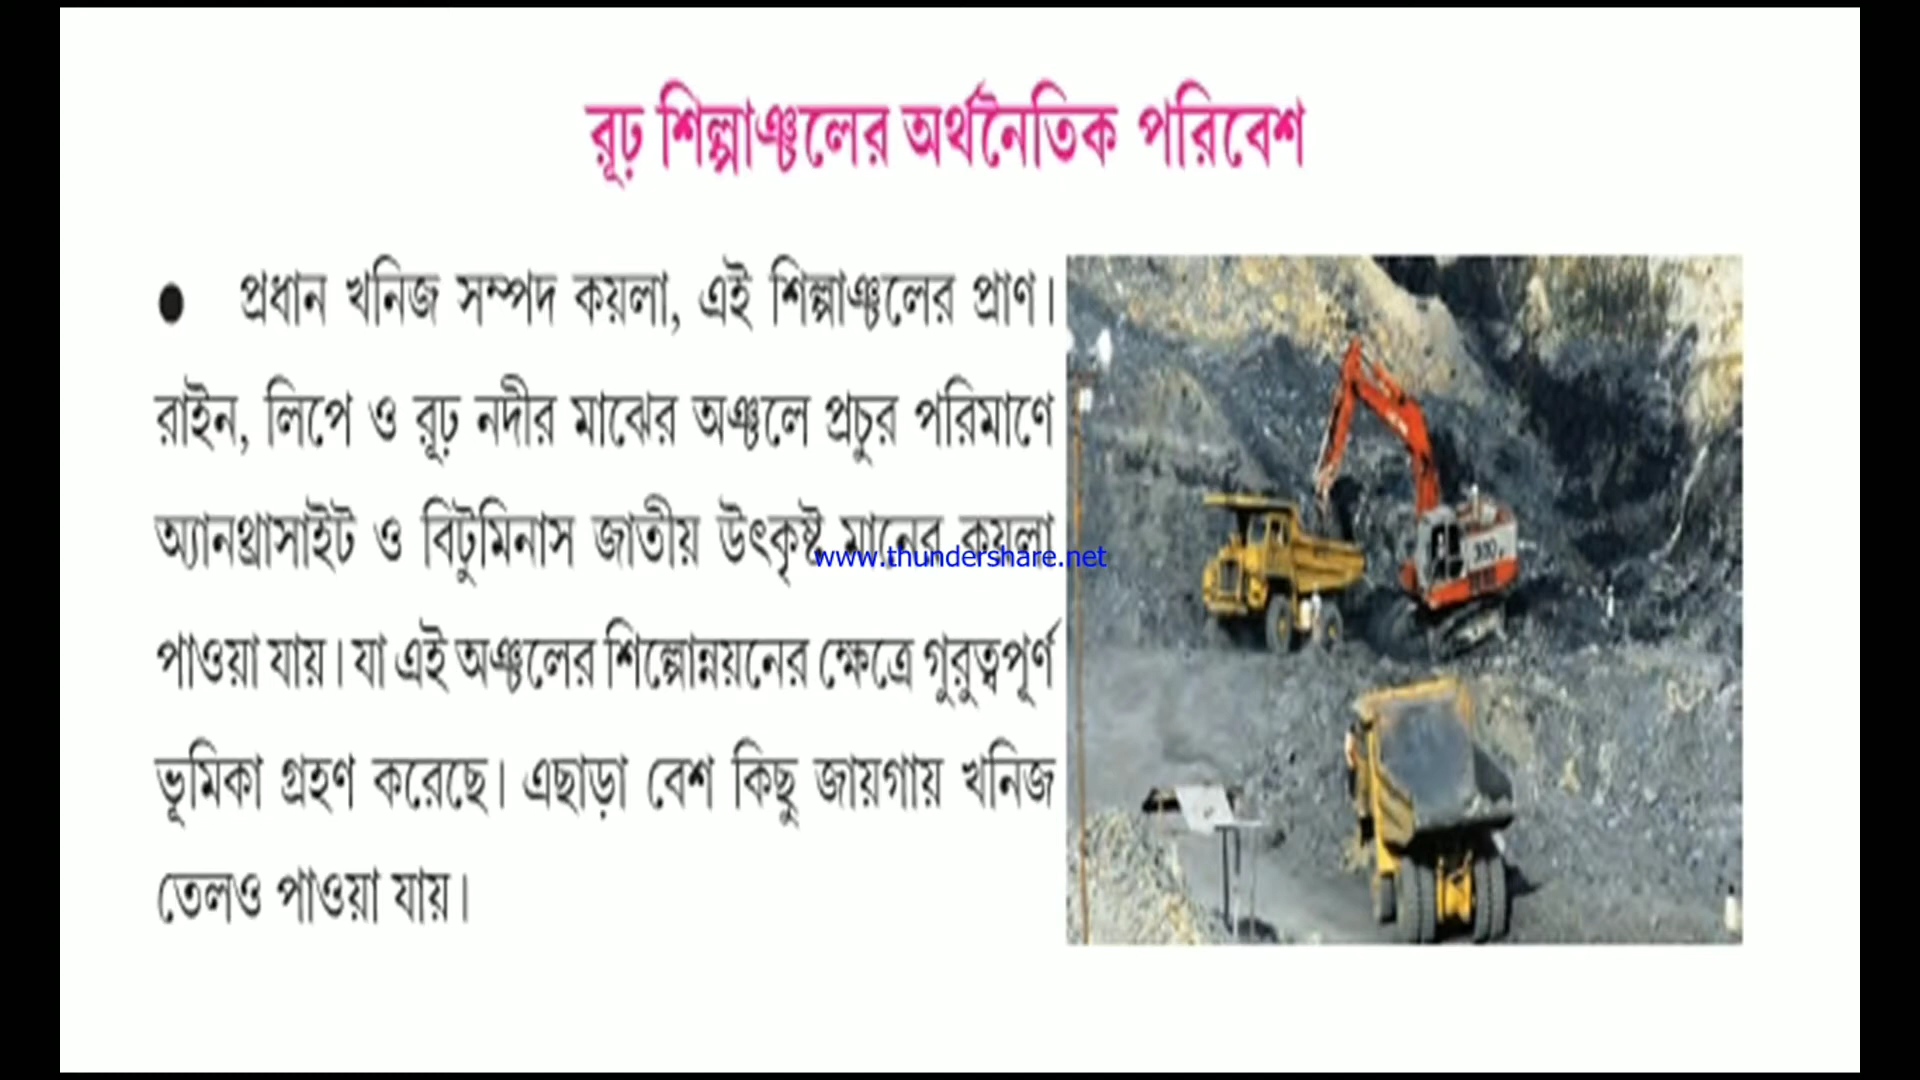 রূঢ় শিল্পাঞ্চলের অর্থনৈতিক পরিবেশ
● প্রধান খনিজ সম্পদ কয়লা, এই শিল্পাঞ্চলের প্রাণ।
রাইন, লিপে ও রূঢ় নদীর মাঝের অঞ্চলে প্রচুর পরিমাণে
অ্যানথ্রাসাইট ও বিটুমিনাস জাতীয় উৎকৃষ্ট মানের কয়লা
www.thundershare.net
পাওয়া যায়। যা এই অঞ্চলের শিল্পোন্নয়নের ক্ষেত্রে গুরুত্বপূর্ণ
ভূমিকা গ্রহণ করেছে। এছাড়া বেশ কিছু জায়গায় খনিজ
তেলও পাওয়া যায়।